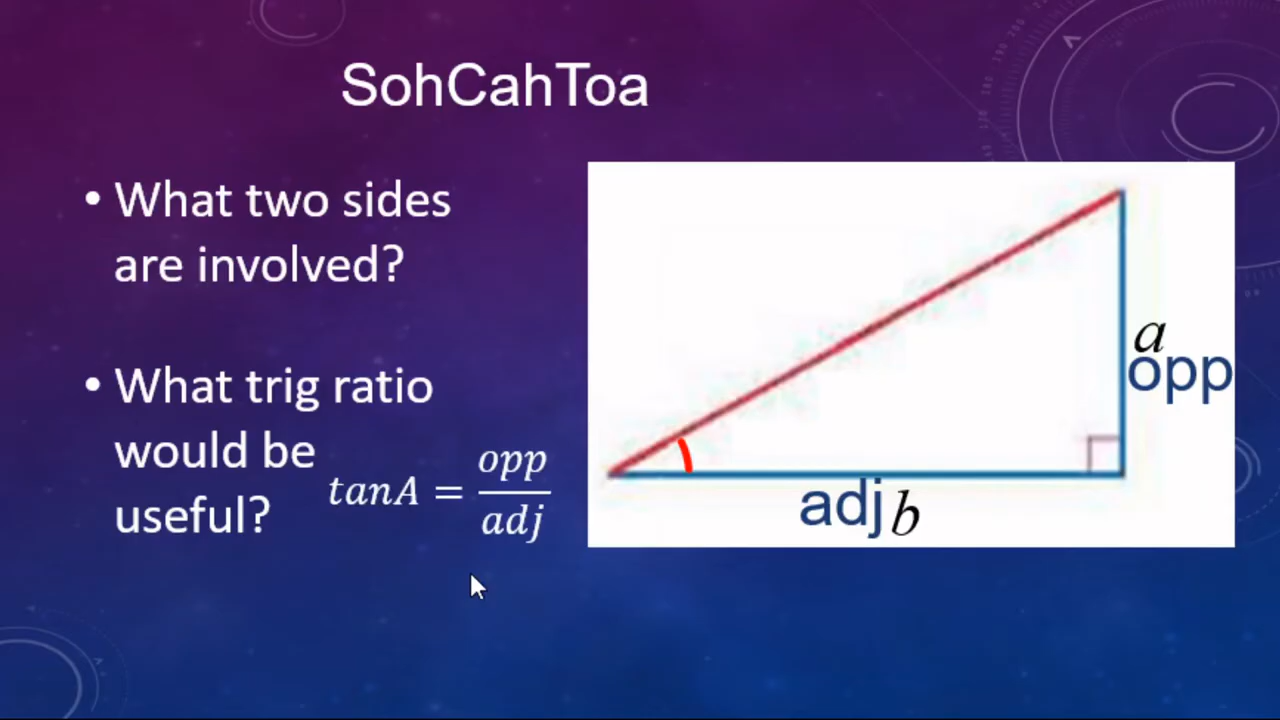 SohCahToa
• What two sides
are involved?
• What trig ratio
would be
useful?
tanA = opp/adj
a
opp
adj b